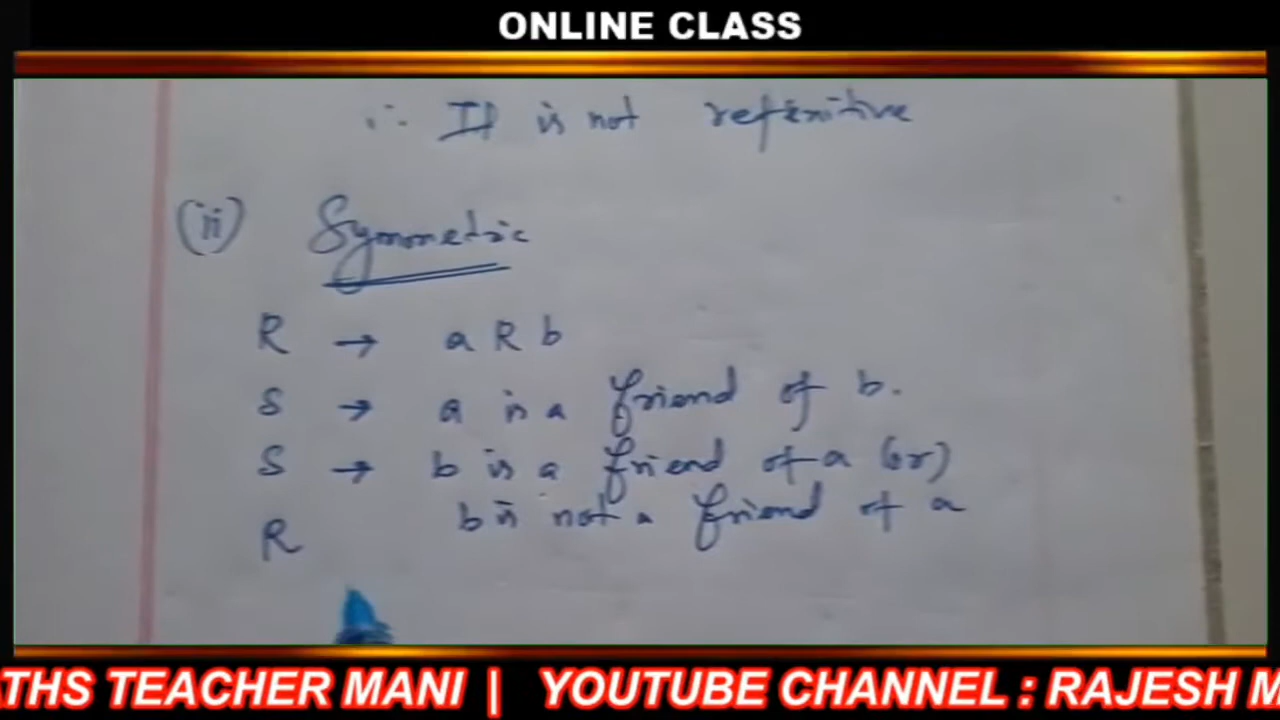 ONLINE CLASS
∴ It is not reflexitive
(ii) Symmetric
R → a R b
S → a is a friend of b.
S → b is a friend of a (or)
b is not a friend of a
R
ATHS TEACHER MANI | YOUTUBE CHANNEL : RAJESH M